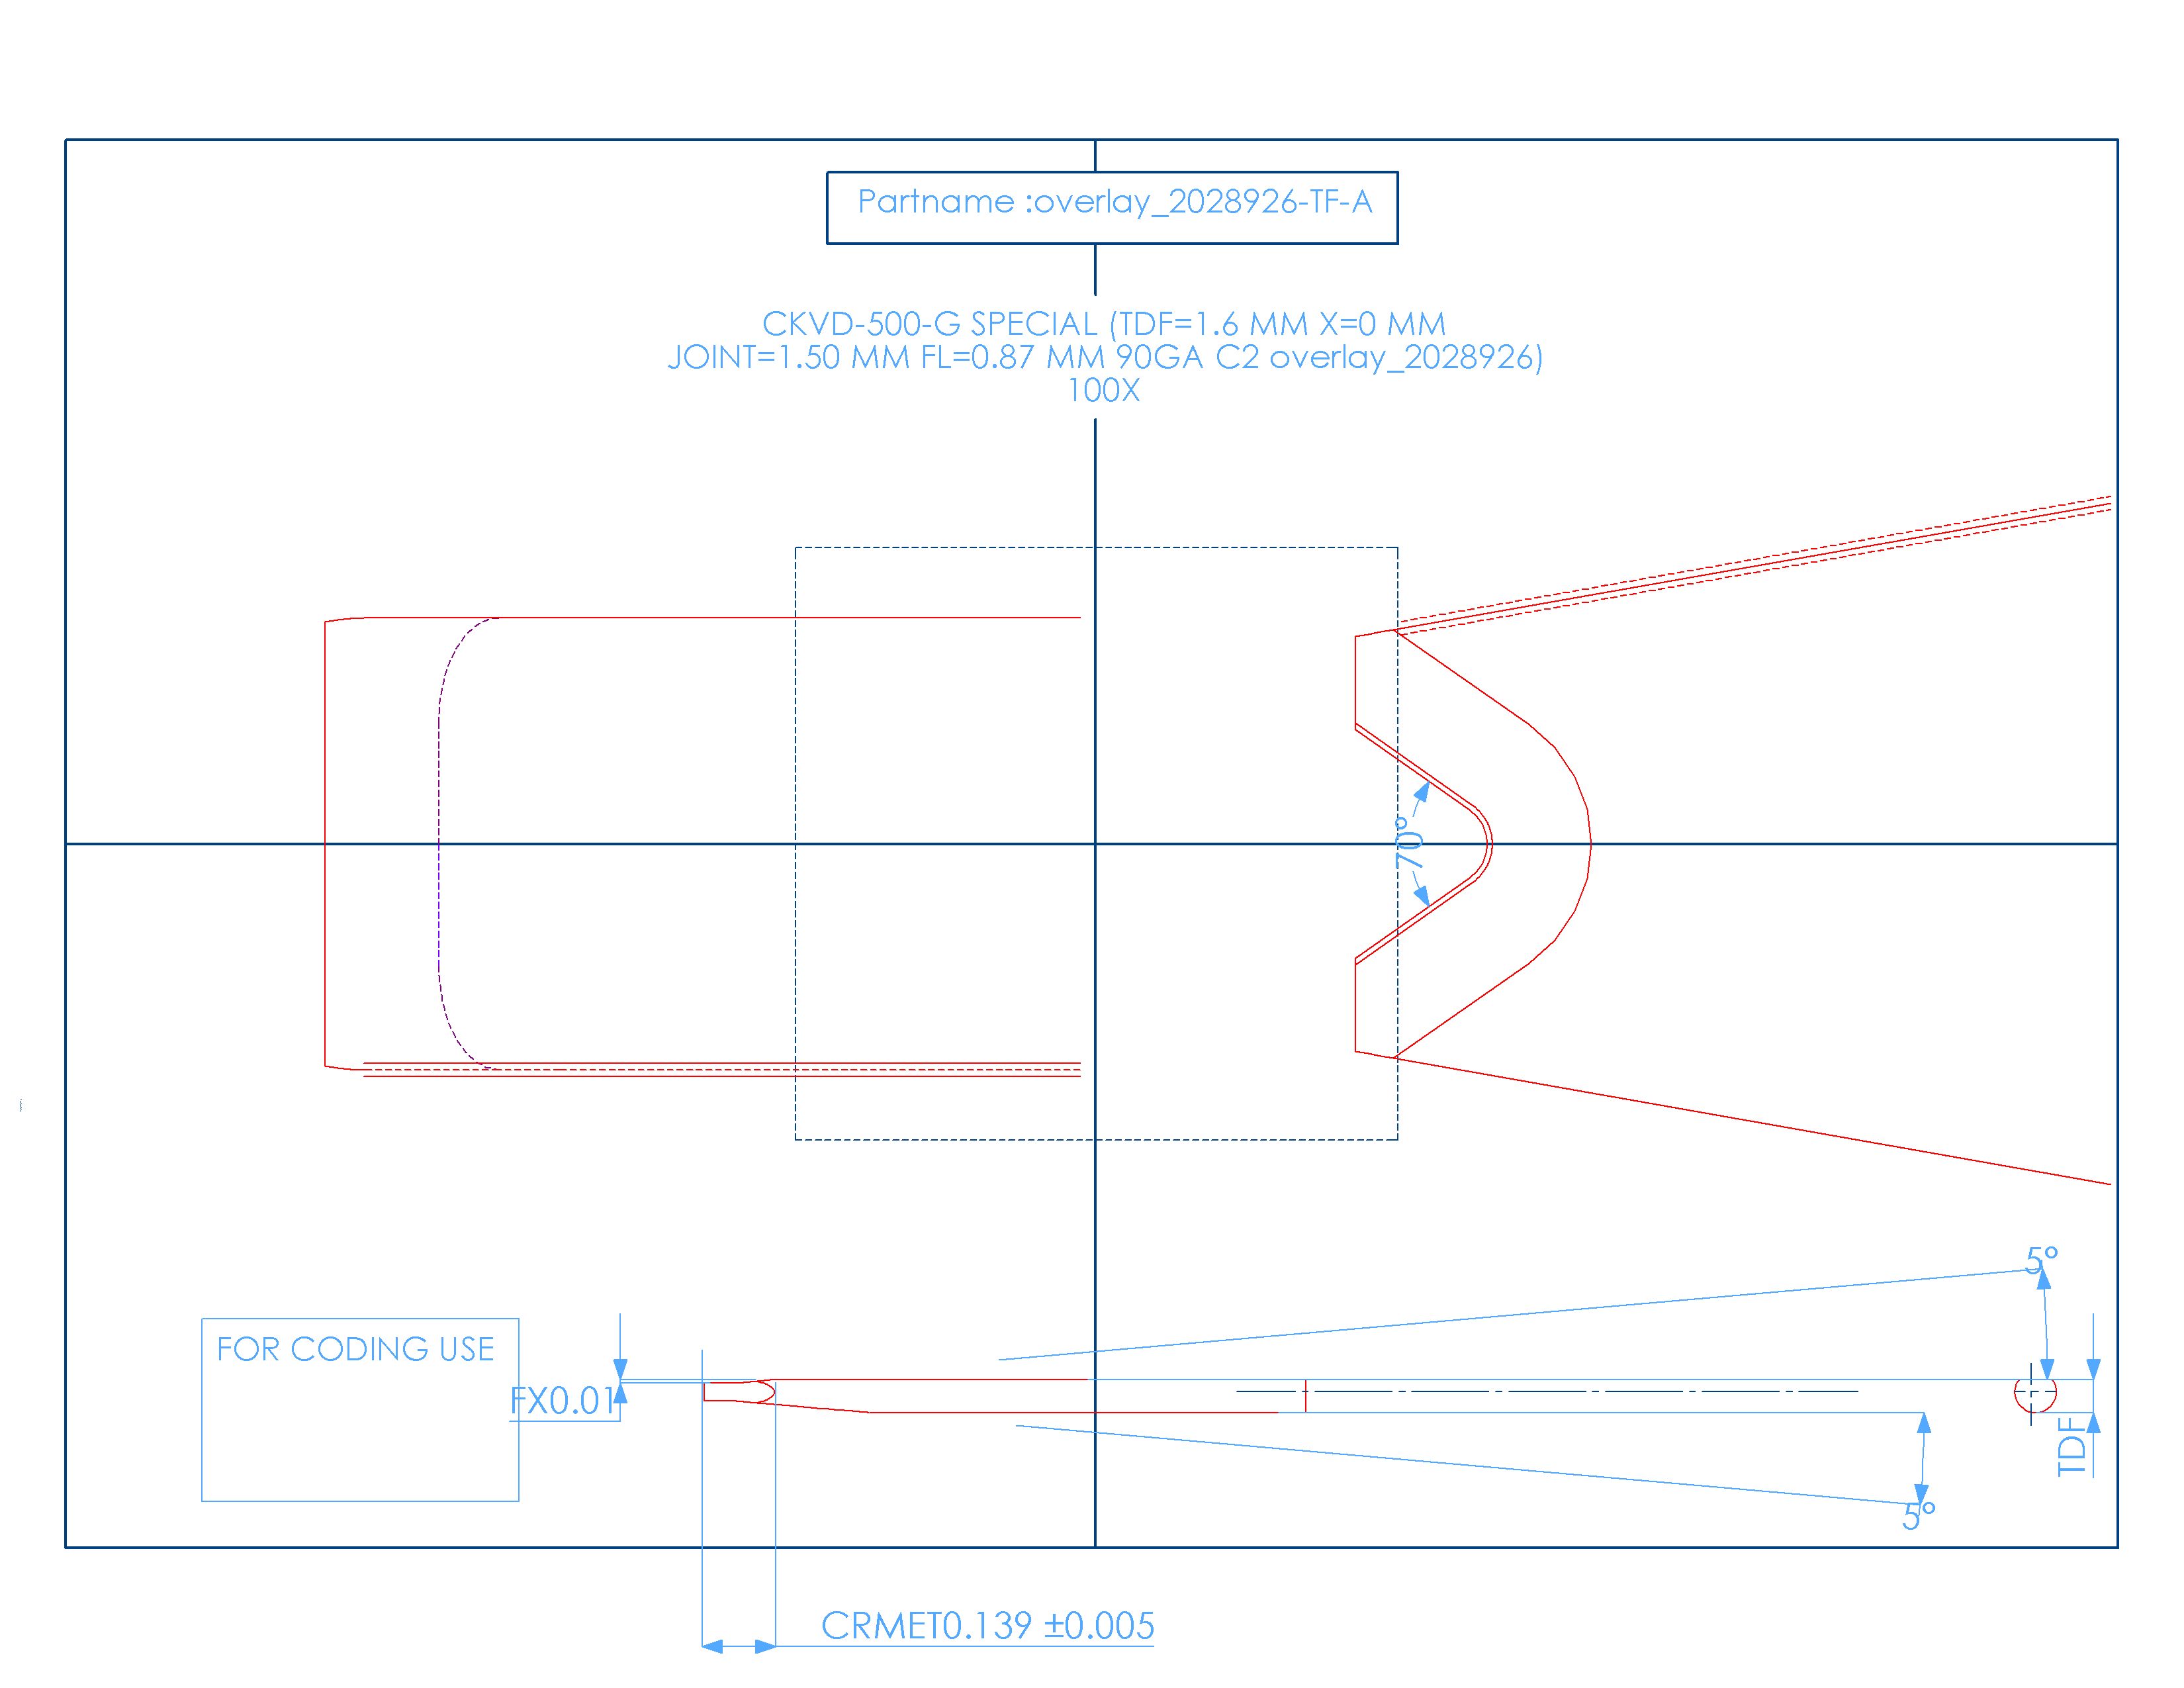 Partname :overlay_2028926-TF-A
CKVD-500-G SPECIAL (TDF=1.6 MM X=0 MM
JOINT=1.50 MM FL=0.87 MM 90GA C2 overlay_2028926)
100X
70°
5°
FOR CODING USE
FX0.01
TDF
5°
CRMET0.139 ±0.005